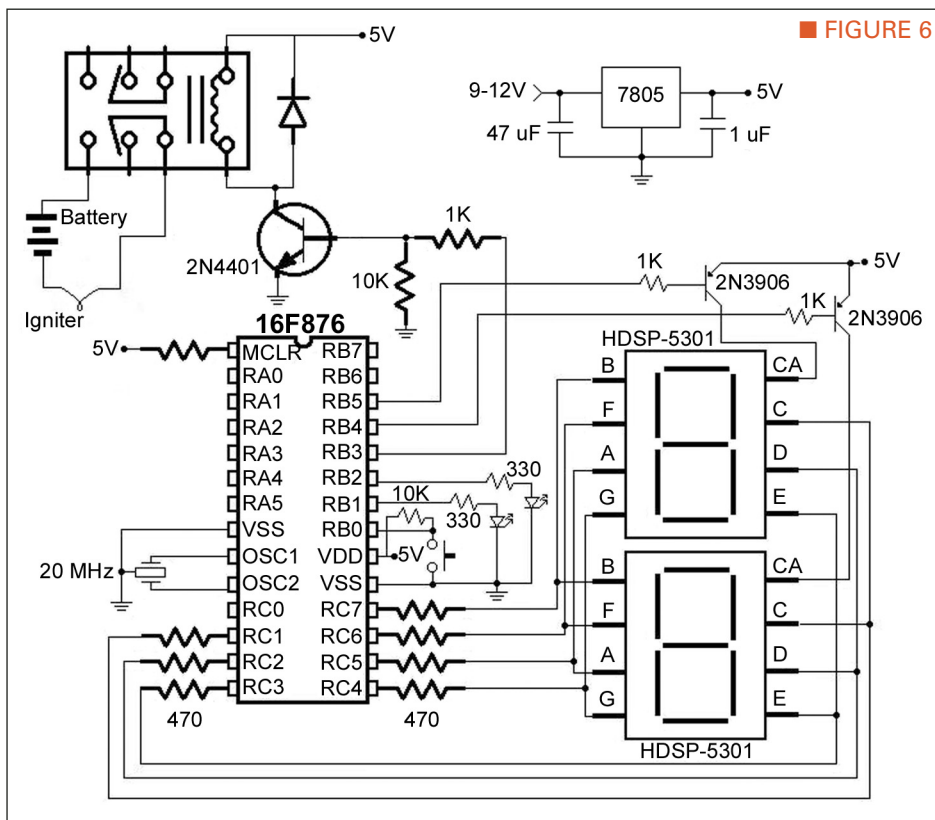 ■ FIGURE 6
5V
9-12V
7805
5V
47 uF
1 uF
Battery
1K
2N4401
10K
1K
5V
2N3906
1K
2N3906
Igniter
16F876
HDSP-5301
5V
MCLR
RB7
RA0
RB6
RA1
RB5
RA2
RB4
RA3
RB3
RA4
RB2
RA5
RB1
VSS
RB0
OSC1
VDD
OSC2
VSS
RC0
RC7
RC1
RC6
RC2
RC5
RC3
RC4
330
10K
330
5V
20 MHz
470
470
B
CA
F
C
A
D
G
E
B
CA
F
C
A
D
G
E
HDSP-5301